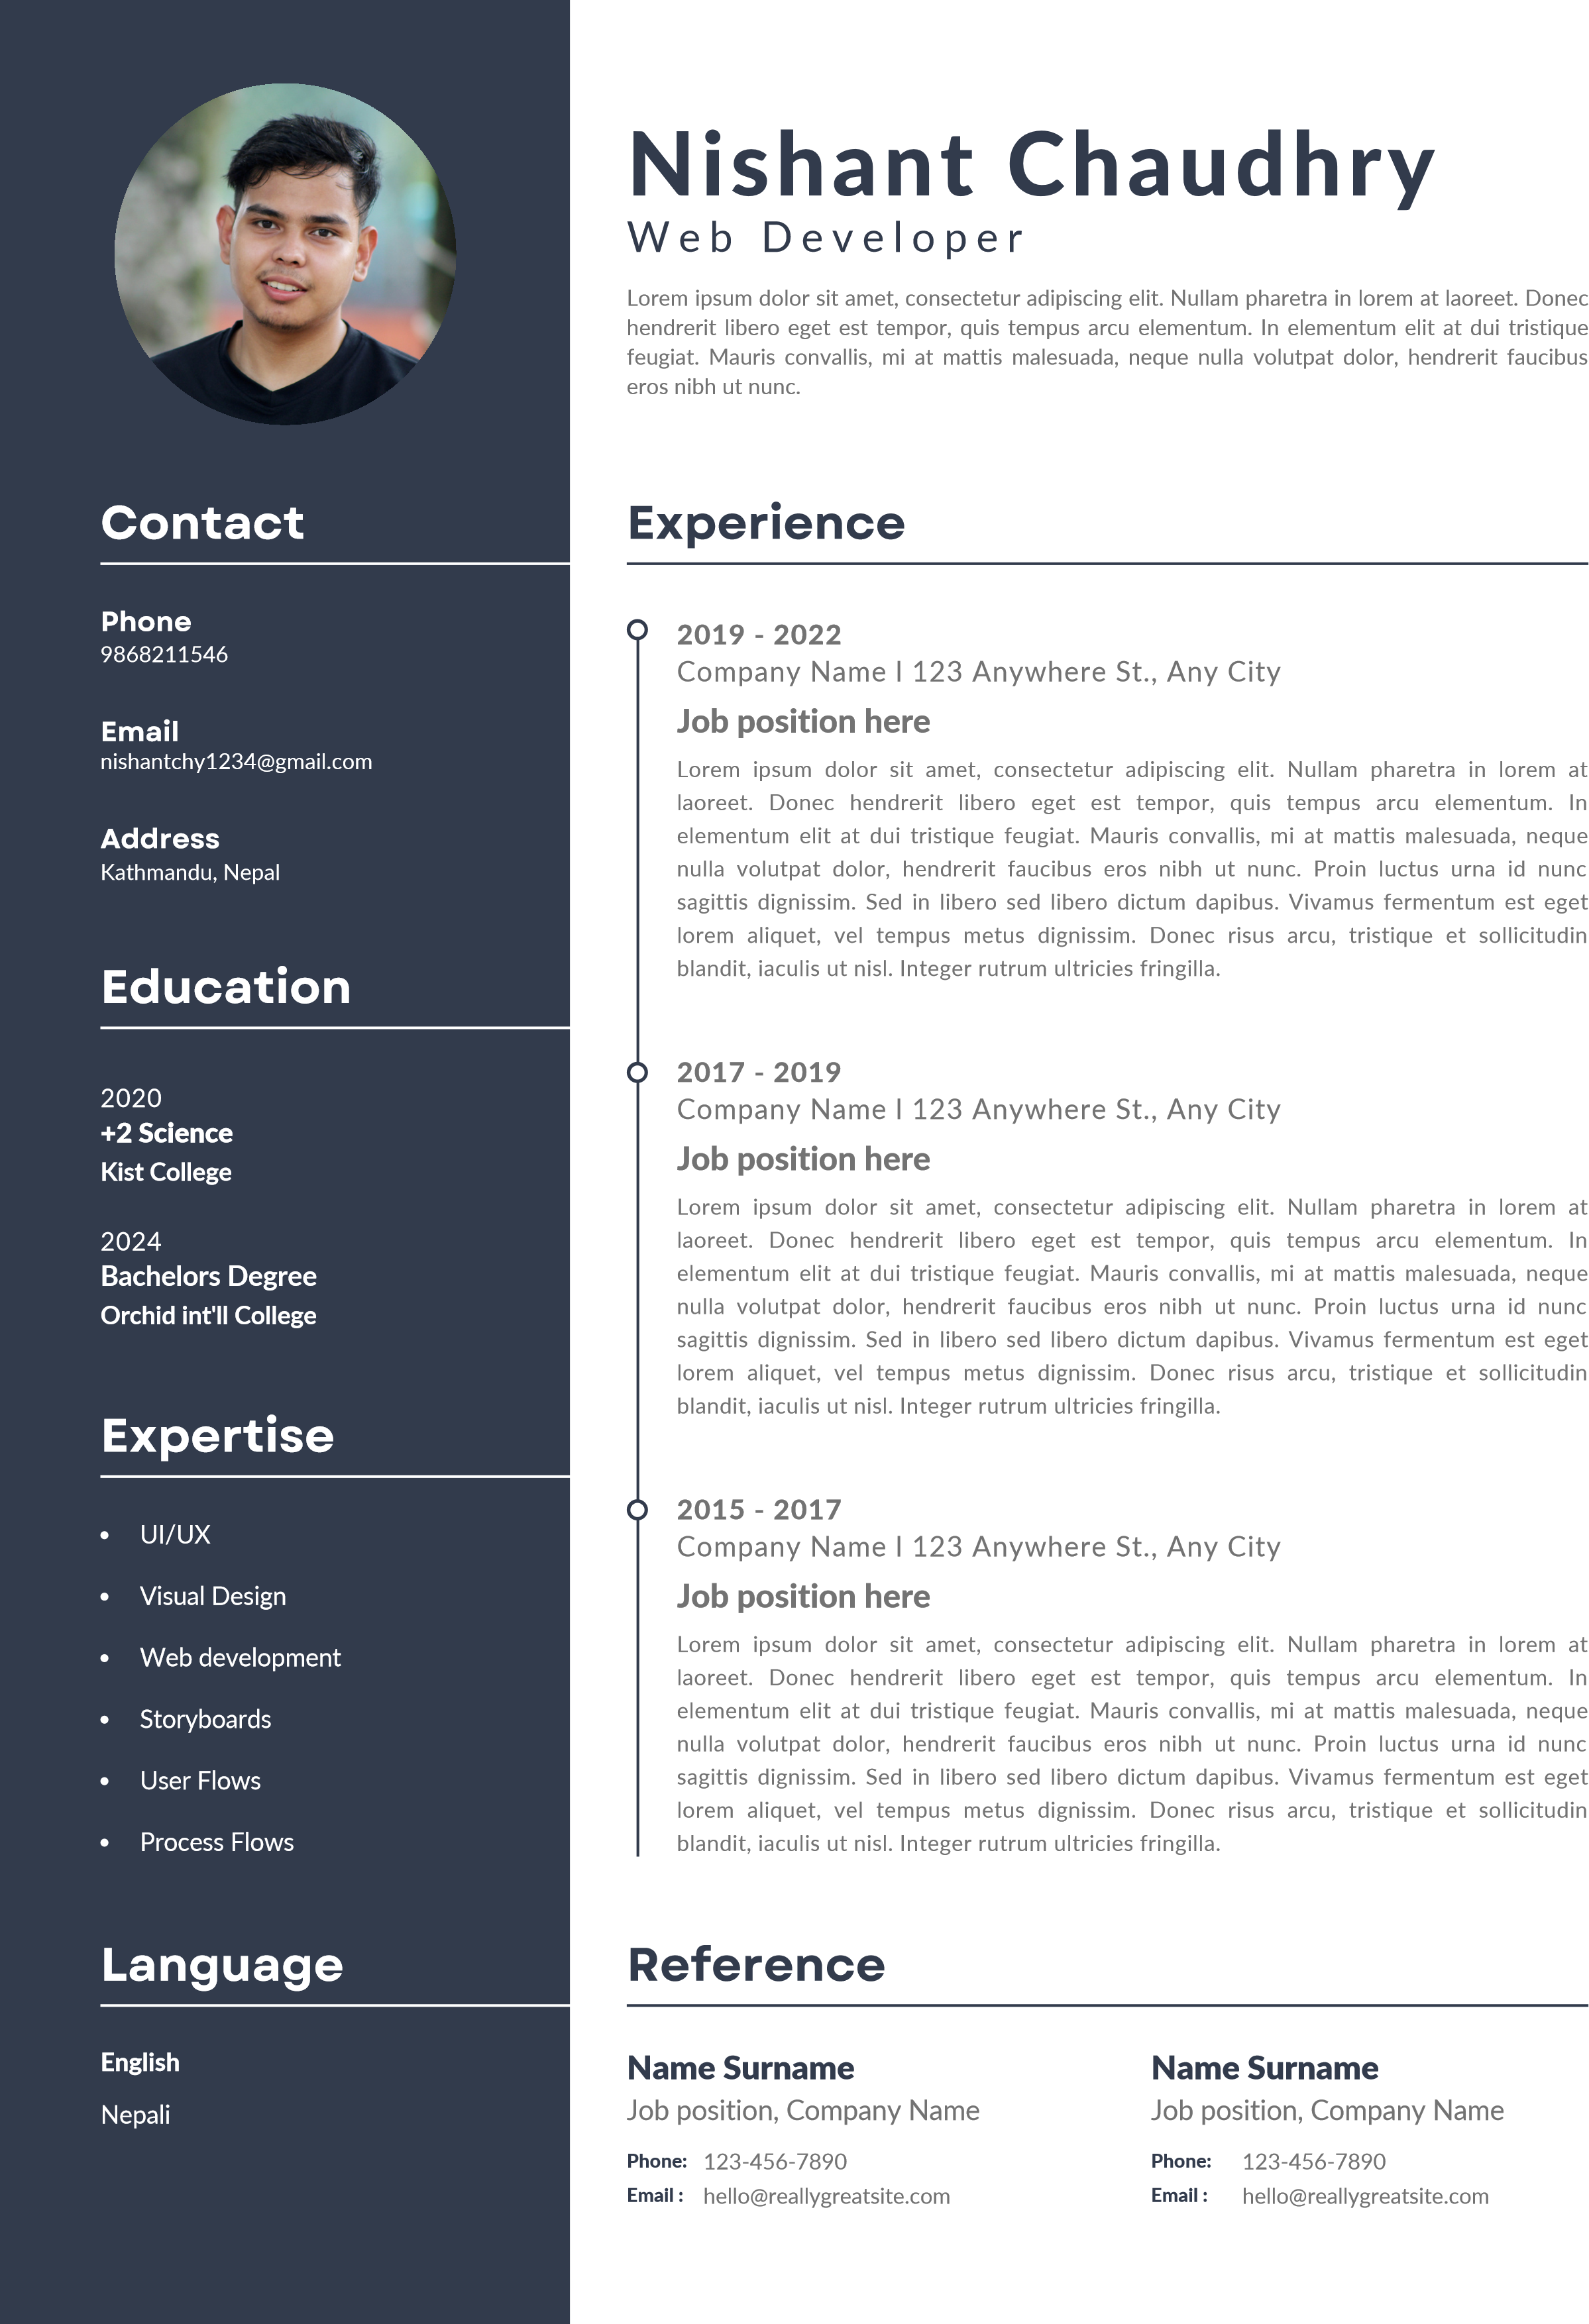 Nishant Chaudhry
Web Developer
Lorem ipsum dolor sit amet, consectetur adipiscing elit. Nullam pharetra in lorem at laoreet. Donec
hendrerit libero eget est tempor, quis tempus arcu elementum. In elementum elit at dui tristique
feugiat. Mauris convallis, mi at mattis malesuada, neque nulla volutpat dolor, hendrerit faucibus
eros nibh ut nunc.
Contact
Phone
9868211546
Email
nishantchy1234@gmail.com
Address
Kathmandu, Nepal
Education
2020
+2 Science
Kist College
2024
Bachelors Degree
Orchid int'll College
Expertise
• UI/UX
• Visual Design
• Web development
• Storyboards
• User Flows
• Process Flows
Language
English
Nepali
Experience
2019 - 2022
Company Name l 123 Anywhere St., Any City
Job position here
Lorem ipsum dolor sit amet, consectetur adipiscing elit. Nullam pharetra in lorem at
laoreet. Donec hendrerit libero eget est tempor, quis tempus arcu elementum. In
elementum elit at dui tristique feugiat. Mauris convallis, mi at mattis malesuada, neque
nulla volutpat dolor, hendrerit faucibus eros nibh ut nunc. Proin luctus urna id nunc
sagittis dignissim. Sed in libero sed libero dictum dapibus. Vivamus fermentum est eget
lorem aliquet, vel tempus metus dignissim. Donec risus arcu, tristique et sollicitudin
blandit, iaculis ut nisl. Integer rutrum ultricies fringilla.
2017 - 2019
Company Name l 123 Anywhere St., Any City
Job position here
Lorem ipsum dolor sit amet, consectetur adipiscing elit. Nullam pharetra in lorem at
laoreet. Donec hendrerit libero eget est tempor, quis tempus arcu elementum. In
elementum elit at dui tristique feugiat. Mauris convallis, mi at mattis malesuada, neque
nulla volutpat dolor, hendrerit faucibus eros nibh ut nunc. Proin luctus urna id nunc
sagittis dignissim. Sed in libero sed libero dictum dapibus. Vivamus fermentum est eget
lorem aliquet, vel tempus metus dignissim. Donec risus arcu, tristique et sollicitudin
blandit, iaculis ut nisl. Integer rutrum ultricies fringilla.
2015 - 2017
Company Name l 123 Anywhere St., Any City
Job position here
Lorem ipsum dolor sit amet, consectetur adipiscing elit. Nullam pharetra in lorem at
laoreet. Donec hendrerit libero eget est tempor, quis tempus arcu elementum. In
elementum elit at dui tristique feugiat. Mauris convallis, mi at mattis malesuada, neque
nulla volutpat dolor, hendrerit faucibus eros nibh ut nunc. Proin luctus urna id nunc
sagittis dignissim. Sed in libero sed libero dictum dapibus. Vivamus fermentum est eget
lorem aliquet, vel tempus metus dignissim. Donec risus arcu, tristique et sollicitudin
blandit, iaculis ut nisl. Integer rutrum ultricies fringilla.
Reference
Name Surname
Job position, Company Name
Phone: 123-456-7890
Email : hello@reallygreatsite.com
Name Surname
Job position, Company Name
Phone: 123-456-7890
Email : hello@reallygreatsite.com